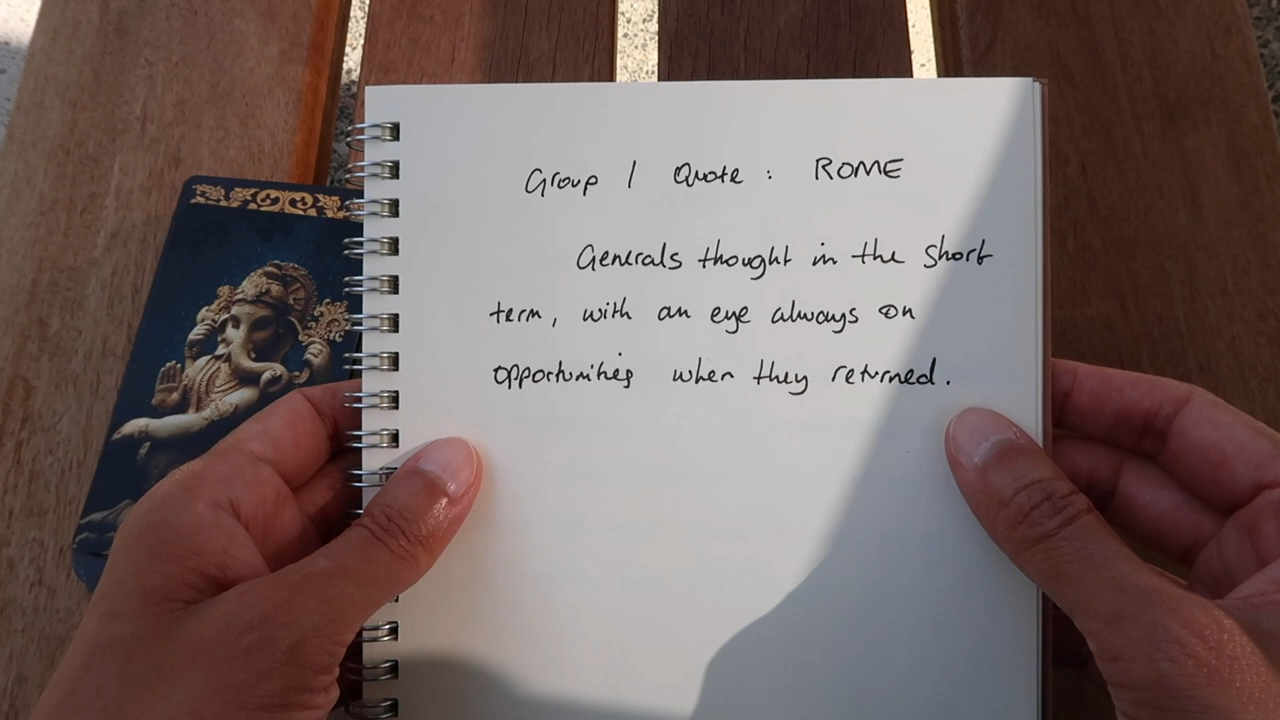 Group 1 Quote : ROME
Generals thought in the short
term, with an eye always on
opportunities when they returned.